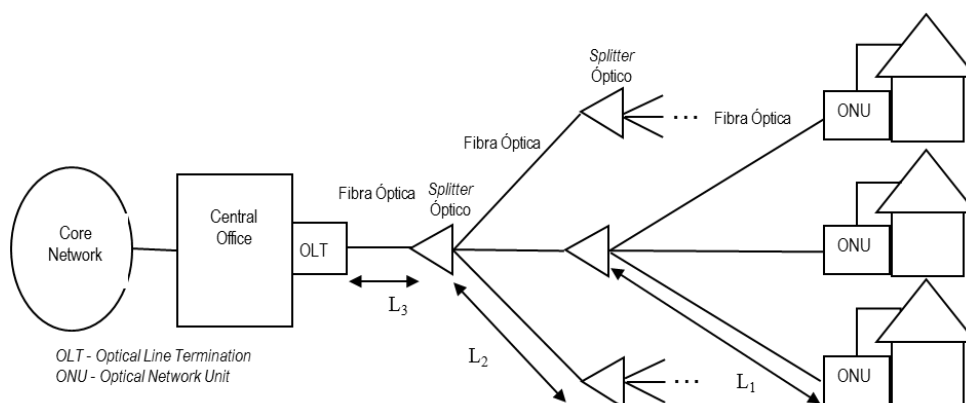 Splitter
Óptico
Fibra Óptica
Fibra Óptica
ONU
Fibra Óptica
Splitter
Óptico
Core
Network
Central
Office
OLT
ONU
L3
L2
L1
ONU
OLT - Optical Line Termination
ONU - Optical Network Unit